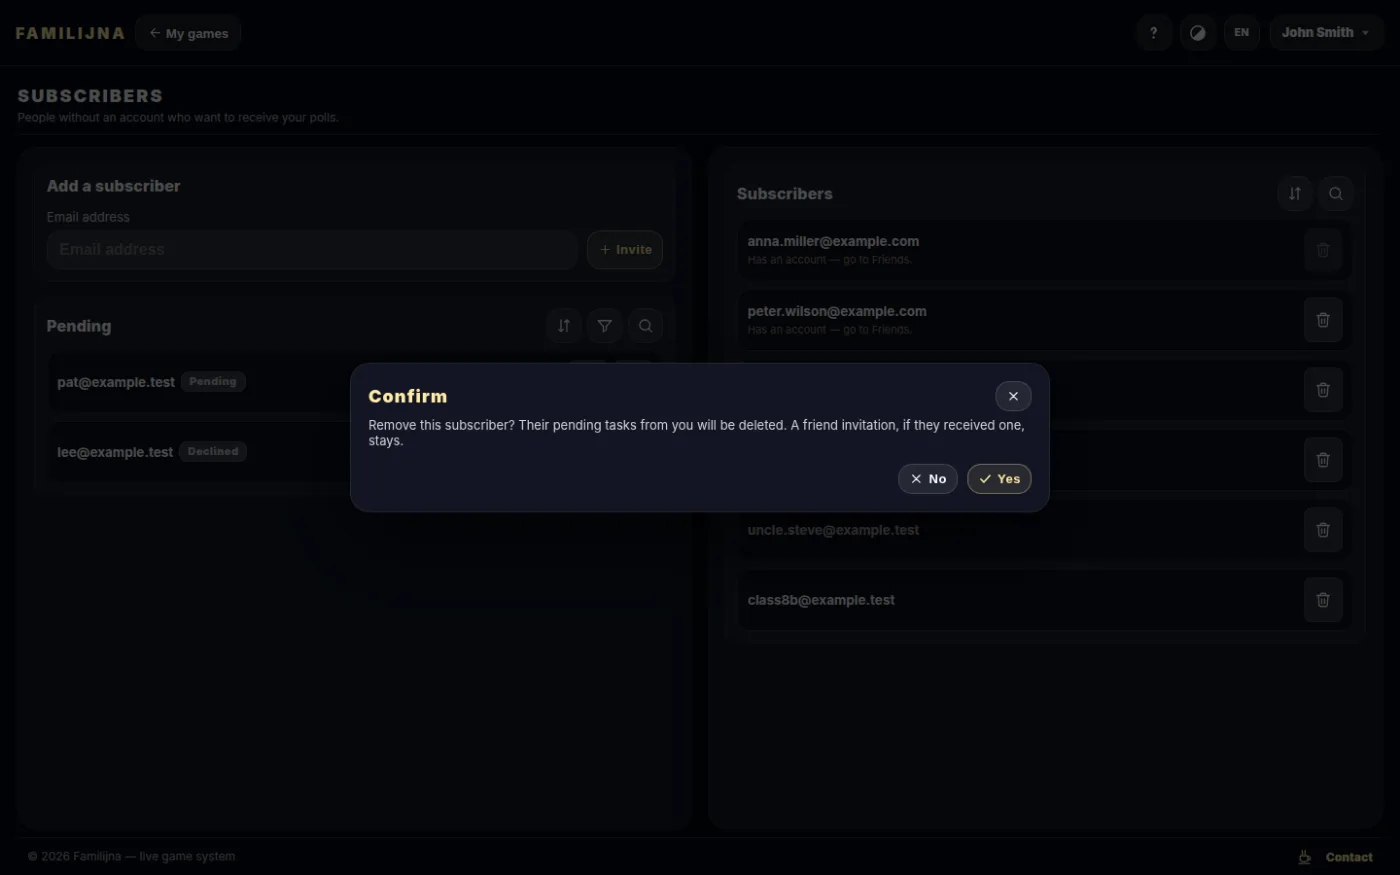 FAMILIJNA
← My games
?
EN
John Smith
SUBSCRIBERS
People without an account who want to receive your polls.
Add a subscriber
Email address
Email address
+ Invite
Pending
pat@example.test Pending
lee@example.test Declined
Subscribers
anna.miller@example.com
Has an account — go to Friends.
peter.wilson@example.com
Has an account — go to Friends.
uncle.steve@example.test
class8b@example.test
Confirm
Remove this subscriber? Their pending tasks from you will be deleted. A friend invitation, if they received one,
stays.
No
Yes
© 2026 Familijna — live game system
Contact